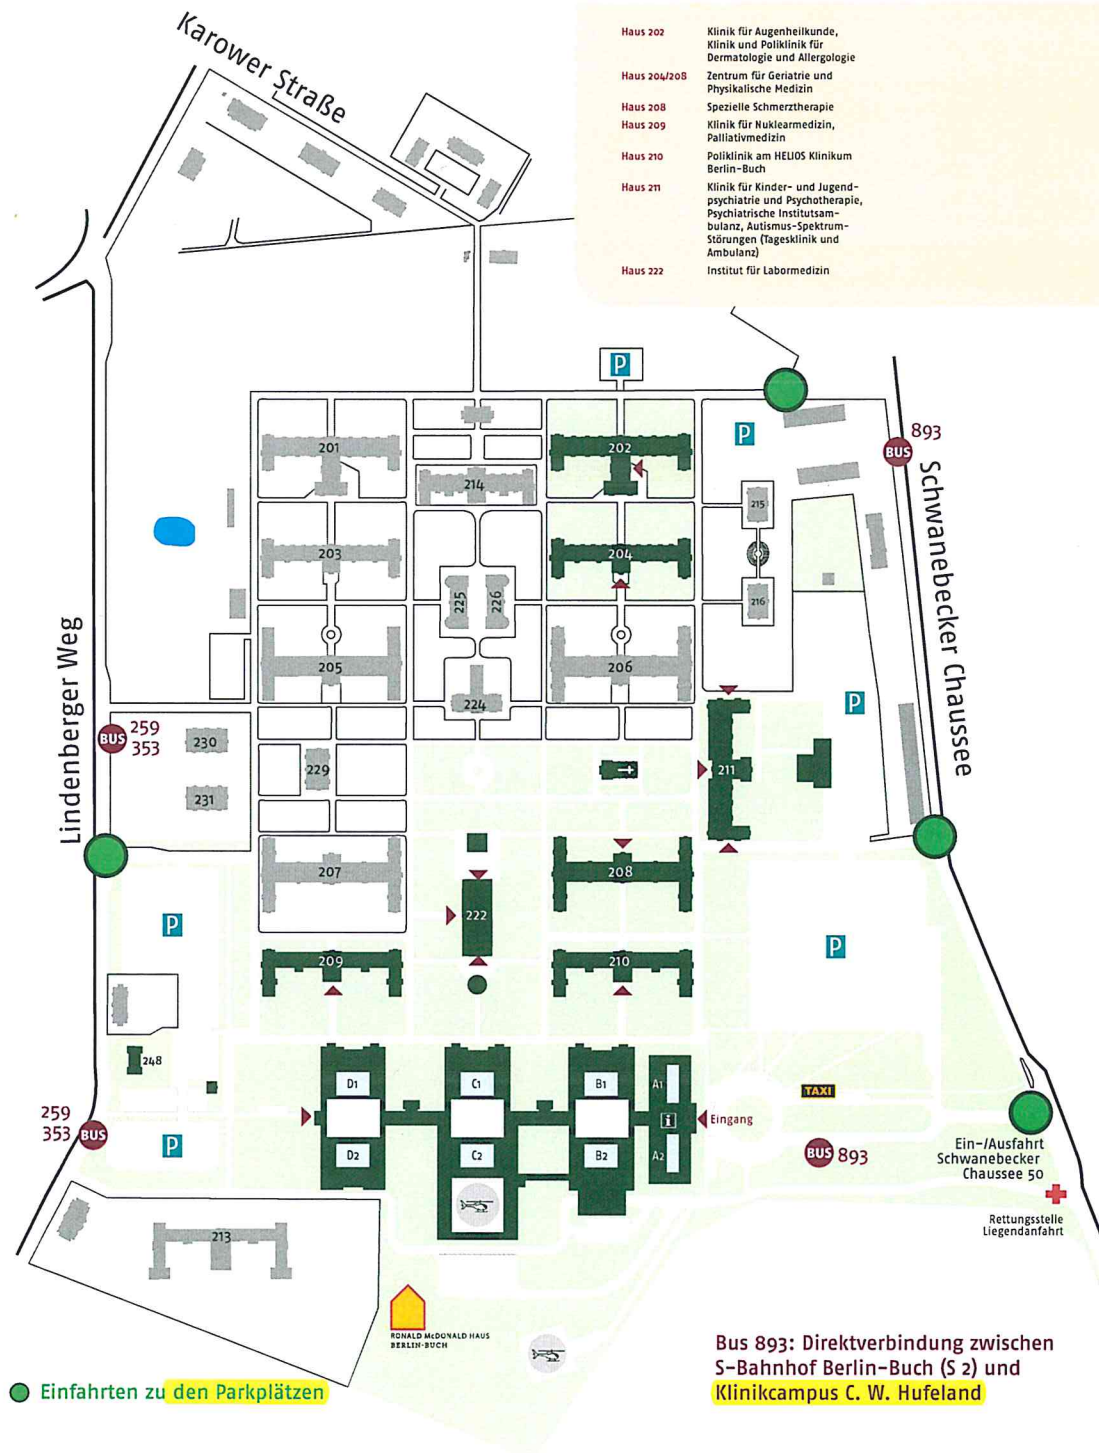 Karower Straße
Haus 202 Klinik für Augenheilkunde,
Klinik und Poliklinik für
Dermatologie und Allergologie
Haus 204/208 Zentrum für Geriatrie und
Physikalische Medizin
Haus 208 Spezielle Schmerztherapie
Haus 209 Klinik für Nuklearmedizin,
Palliativmedizin
Haus 210 Poliklinik am HELIOS Klinikum
Berlin-Buch
Haus 211 Klinik für Kinder- und Jugend-
psychiatrie und Psychotherapie,
Psychiatrische Institutsam-
bulanz, Autismus-Spektrum-
Störungen (Tagesklinik und
Ambulanz)
Haus 222 Institut für Labormedizin
P
P
893
BUS
Schwanebecker Chaussee
201
202
214
215
203
204
225
226
216
205
206
224
Lindenberger Weg
P
BUS
259
353
230
229
211
231
207
208
222
P
P
209
210
248
D1
C1
B1
A1
TAXI
i
Eingang
259
353
BUS
P
D2
C2
B2
A2
BUS 893
Ein-/Ausfahrt
Schwanebecker
Chaussee 50
Rettungsstelle
Liegendanfahrt
213
RONALD McDONALD HAUS
BERLIN-BUCH
Einfahrten zu den Parkplätzen
Bus 893: Direktverbindung zwischen
S-Bahnhof Berlin-Buch (S 2) und
Klinikcampus C. W. Hufeland